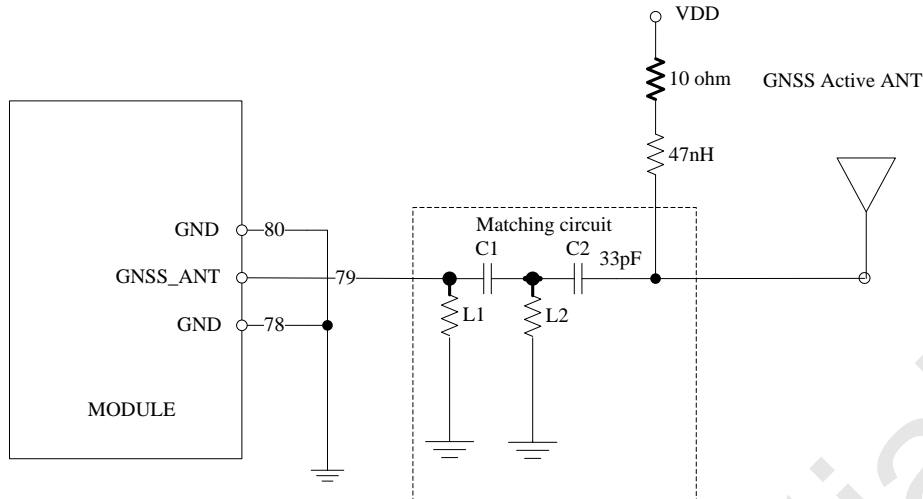 VDD
10 ohm
GNSS Active ANT
47nH
Matching circuit
C1
C2
33pF
GND
80
GNSS_ANT
79
GND
78
L1
L2
MODULE